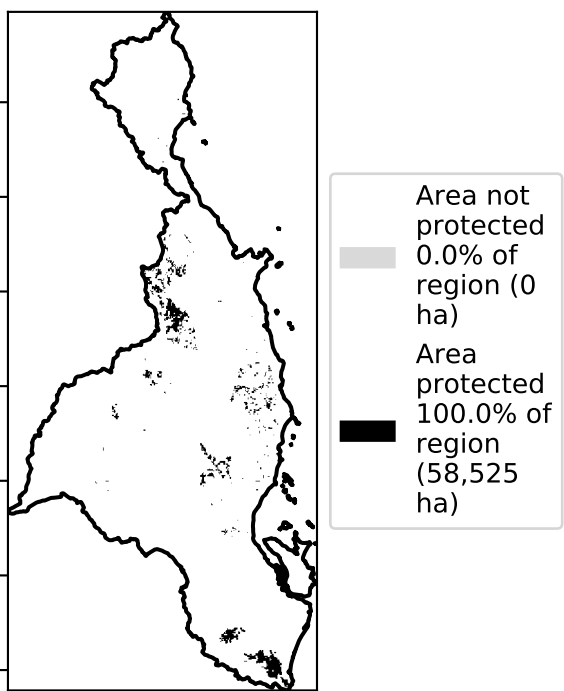 Area not
protected
0.0% of
region (0
ha)
Area
protected
100.0% of
region
(58,525
ha)